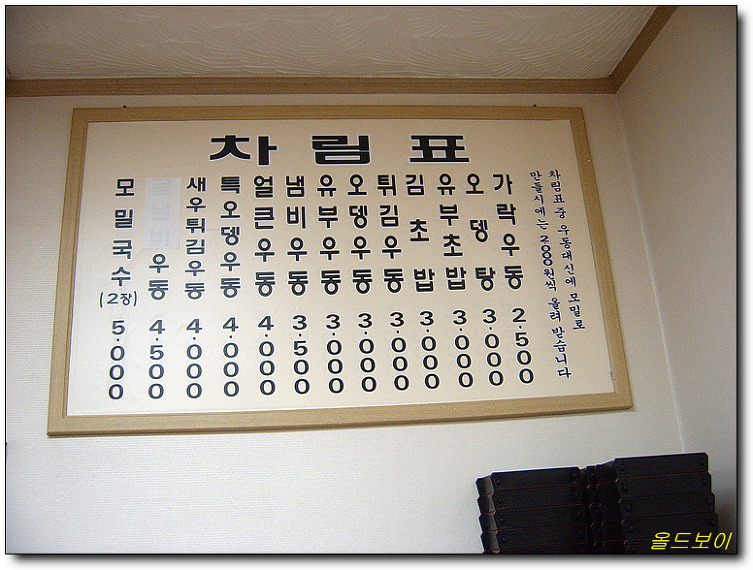 차림표
차림표중 우동대신에 모밀로
만들시에는 2000원씩 올려 받습니다
가락우동 2.500
오뎅탕 3.000
유부초밥 3.000
김초밥 3.000
튀김우동 3.000
오뎅우동 3.000
유부우동 3.000
냄비우동 3.500
얼큰우동 4.000
특오뎅우동 4.000
새우튀김우동 4.000
우동 4.500
모밀국수 (2장) 5.000
올드보이